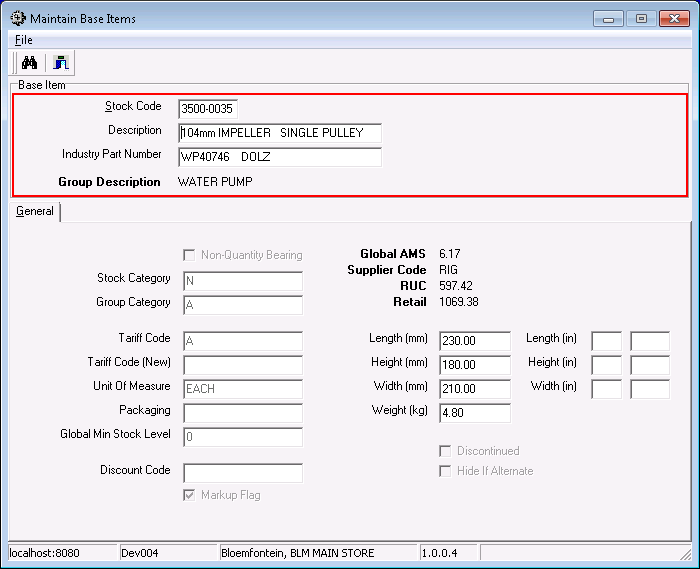 Maintain Base Items
File
Base Item
Stock Code 3500-0035
Description 104mm IMPELLER SINGLE PULLEY
Industry Part Number WP40746 DOLZ
Group Description WATER PUMP
General
Non-Quantity Bearing
Stock Category N
Group Category A
Tariff Code A
Tariff Code (New)
Unit Of Measure EACH
Packaging
Global Min Stock Level 0
Discount Code
Markup Flag
Global AMS 6.17
Supplier Code RIG
RUC 597.42
Retail 1069.38
Length (mm) 230.00 Length (in)
Height (mm) 180.00 Height (in)
Width (mm) 210.00 Width (in)
Weight (kg) 4.80
Discontinued
Hide If Alternate
localhost:8080 Dev004 Bloemfontein, BLM MAIN STORE 1.0.0.4